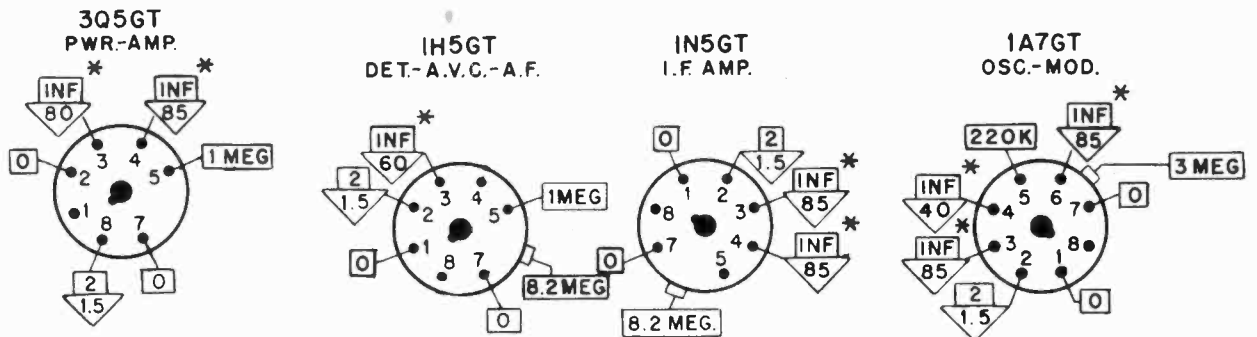 3Q5GT
PWR.-AMP.
INF *
80
INF *
85
0
1 MEG
3
4
2
5
1
8
7
2
1.5
0
1H5GT
DET.-A.V.C.-A.F.
INF *
60
2
1.5
3
4
2
5
1MEG
1
8
7
0
8.2 MEG
0
1N5GT
I.F. AMP.
0
2
1.5
1
2
INF *
85
8
3
7
4
INF *
85
0
5
8.2 MEG.
1A7GT
OSC.-MOD.
220K
INF *
85
3 MEG
5
6
INF *
40
4
7
0
INF *
85
3
8
2
1
2
1.5
0